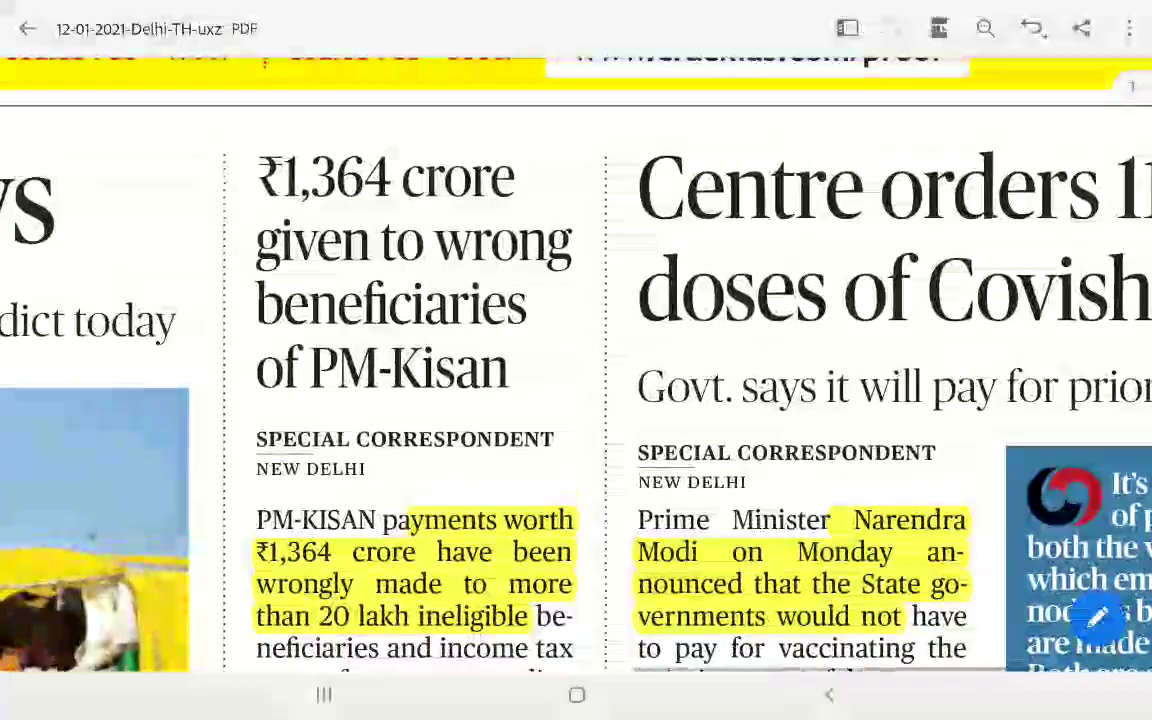 12-01-2021-Delhi-TH-uxz PDF
1
dict today
₹1,364 crore
given to wrong
beneficiaries
of PM-Kisan
SPECIAL CORRESPONDENT
NEW DELHI
PM-KISAN payments worth
₹1,364 crore have been
wrongly made to more
than 20 lakh ineligible be-
neficiaries and income tax
Centre orders 11
doses of Covish
Govt. says it will pay for prior
SPECIAL CORRESPONDENT
NEW DELHI
Prime Minister Narendra
Modi on Monday an-
nounced that the State go-
vernments would not have
to pay for vaccinating the
It's
of p
both the v
which em
are made